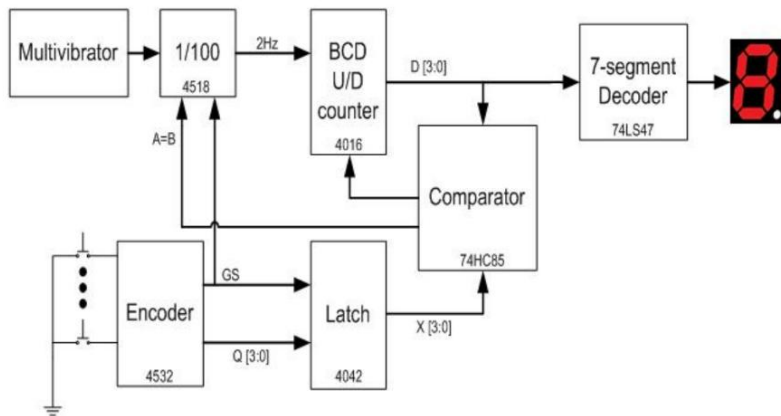 Multivibrator
1/100
4518
2Hz
BCD
U/D
counter
4016
D [3:0]
7-segment
Decoder
74LS47
A=B
Comparator
74HC85
GS
Encoder
4532
Q [3:0]
Latch
4042
X [3:0]